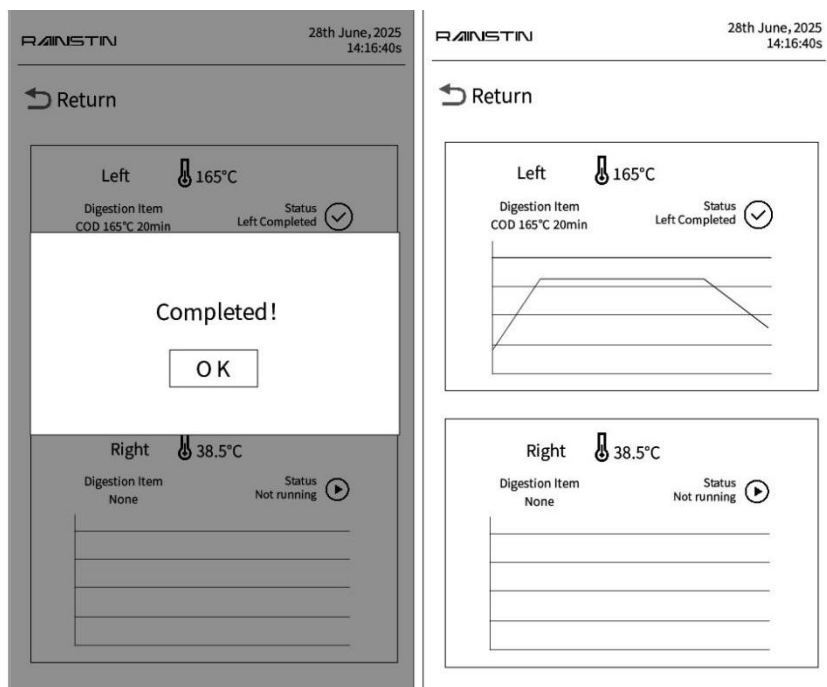 RAINSTIN
28th June, 2025
14:16:40s
Return
Left
165°C
Digestion Item
COD 165°C 20min
Status
Left Completed
Completed!
OK
Right
38.5°C
Digestion Item
None
Status
Not running
RAINSTIN
28th June, 2025
14:16:40s
Return
Left
165°C
Digestion Item
COD 165°C 20min
Status
Left Completed
Right
38.5°C
Digestion Item
None
Status
Not running